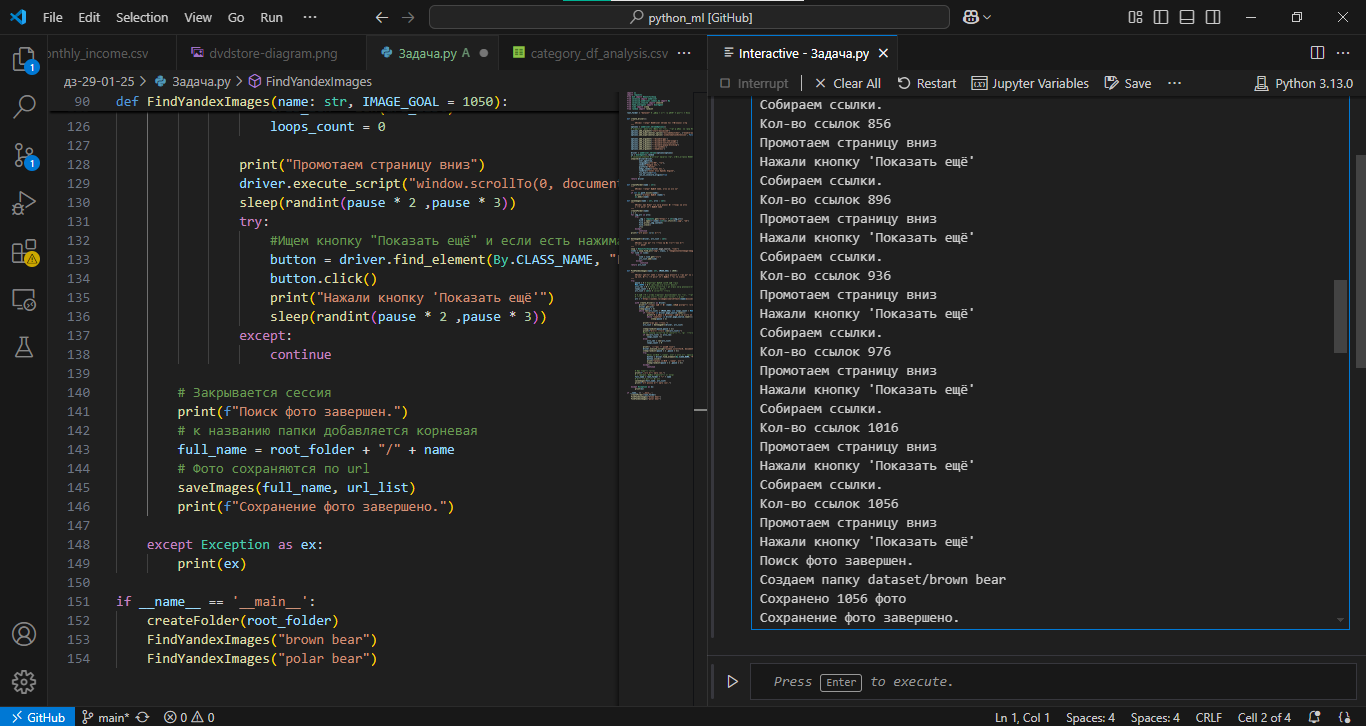 File Edit Selection View Go Run ··· python_ml [GitHub]
onthly_income.csv dvdstore-diagram.png Задача.py A category_df_analysis.csv ···
Interactive - Задача.py
дз-29-01-25 > Задача.py > FindYandexImages
Interrupt Clear All Restart Jupyter Variables Save ··· Python 3.13.0
90 def FindYandexImages(name: str, IMAGE_GOAL = 1050):
126 loops_count = 0
127
128 print("Промотаем страницу вниз")
129 driver.execute_script("window.scrollTo(0, documen
130 sleep(randint(pause * 2 ,pause * 3))
131 try:
132 #Ищем кнопку "Показать ещё" и если есть нажим
133 button = driver.find_element(By.CLASS_NAME, "
134 button.click()
135 print("Нажали кнопку 'Показать ещё'")
136 sleep(randint(pause * 2 ,pause * 3))
137 except:
138 continue
139
140 # Закрывается сессия
141 print(f"Поиск фото завершен.")
142 # к названию папки добавляется корневая
143 full_name = root_folder + "/" + name
144 # Фото сохраняются по url
145 saveImages(full_name, url_list)
146 print(f"Сохранение фото завершено.")
147
148 except Exception as ex:
149 print(ex)
150
151 if __name__ == '__main__':
152 createFolder(root_folder)
153 FindYandexImages("brown bear")
154 FindYandexImages("polar bear")
Собираем ссылки.
Кол-во ссылок 856
Промотаем страницу вниз
Нажали кнопку 'Показать ещё'
Собираем ссылки.
Кол-во ссылок 896
Промотаем страницу вниз
Нажали кнопку 'Показать ещё'
Собираем ссылки.
Кол-во ссылок 936
Промотаем страницу вниз
Нажали кнопку 'Показать ещё'
Собираем ссылки.
Кол-во ссылок 976
Промотаем страницу вниз
Нажали кнопку 'Показать ещё'
Собираем ссылки.
Кол-во ссылок 1016
Промотаем страницу вниз
Нажали кнопку 'Показать ещё'
Собираем ссылки.
Кол-во ссылок 1056
Промотаем страницу вниз
Нажали кнопку 'Показать ещё'
Поиск фото завершен.
Создаем папку dataset/brown bear
Сохранено 1056 фото
Сохранение фото завершено.
Press Enter to execute.
GitHub main* 0 0 Ln 1, Col 1 Spaces: 4 Spaces: 4 CRLF Cell 2 of 4